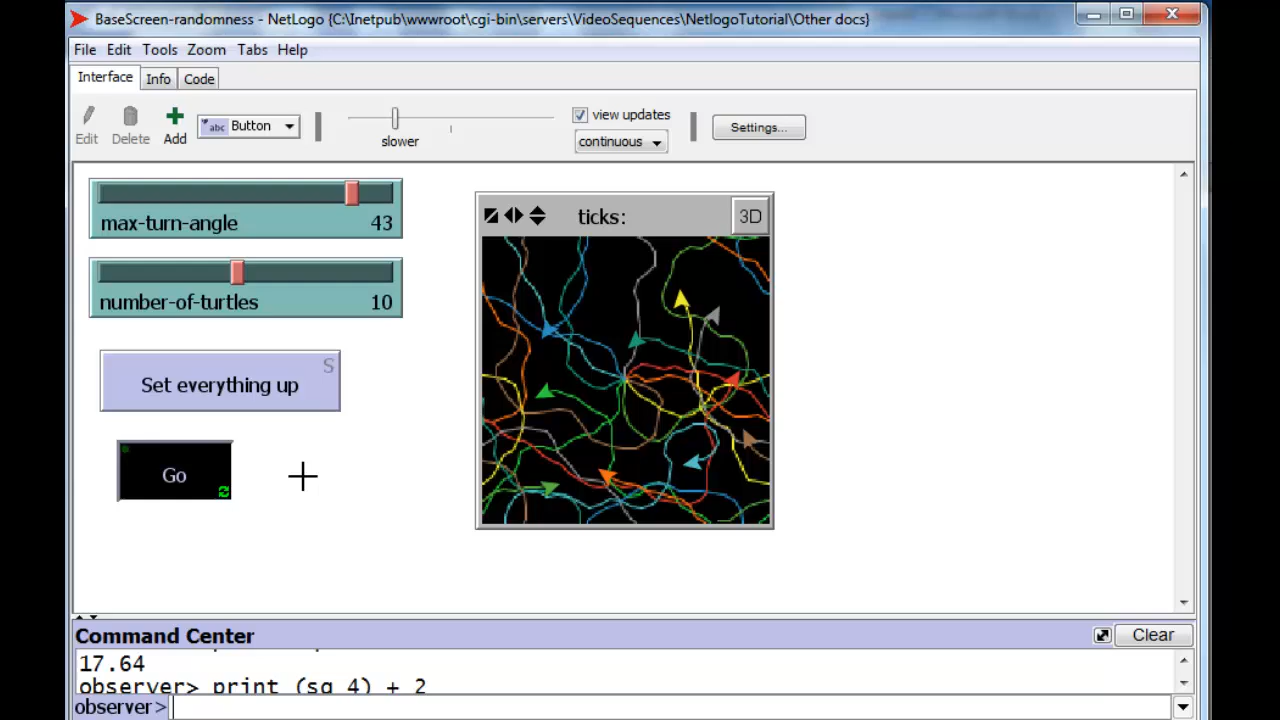 BaseScreen-randomness - NetLogo {C:\Inetpub\wwwroot\cgi-bin\servers\VideoSequences\NetlogoTutorial\Other docs}
File Edit Tools Zoom Tabs Help
Interface Info Code
Edit Delete Add abc Button slower view updates continuous Settings...
max-turn-angle 43
number-of-turtles 10
Set everything up S
Go
ticks: 3D
Command Center Clear
17.64
observer> print (sq 4) + 2
observer>